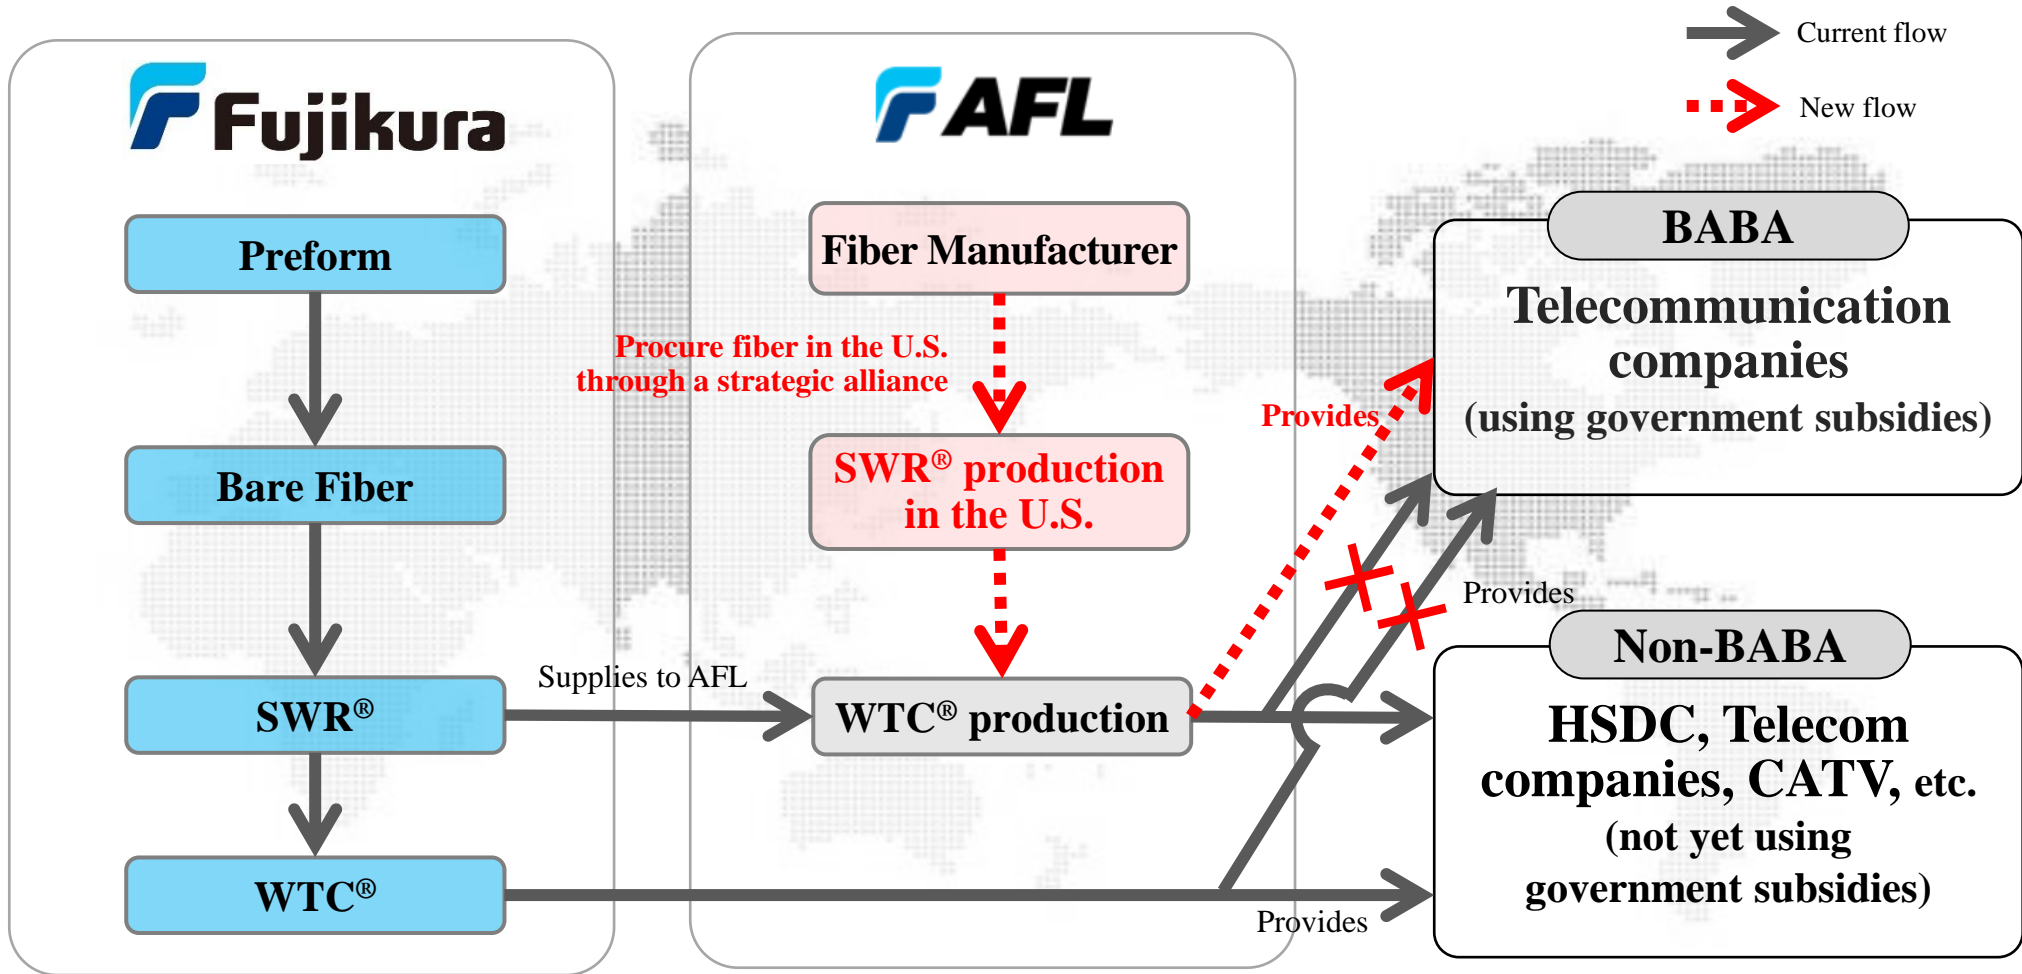 Current flow
New flow
Fujikura
AFL
Preform
Bare Fiber
SWR®
WTC®
Supplies to AFL
Fiber Manufacturer
Procure fiber in the U.S.
through a strategic alliance
SWR® production
in the U.S.
WTC® production
Provides
Provides
Provides
BABA
Telecommunication
companies
(using government subsidies)
Non-BABA
HSDC, Telecom
companies, CATV, etc.
(not yet using
government subsidies)